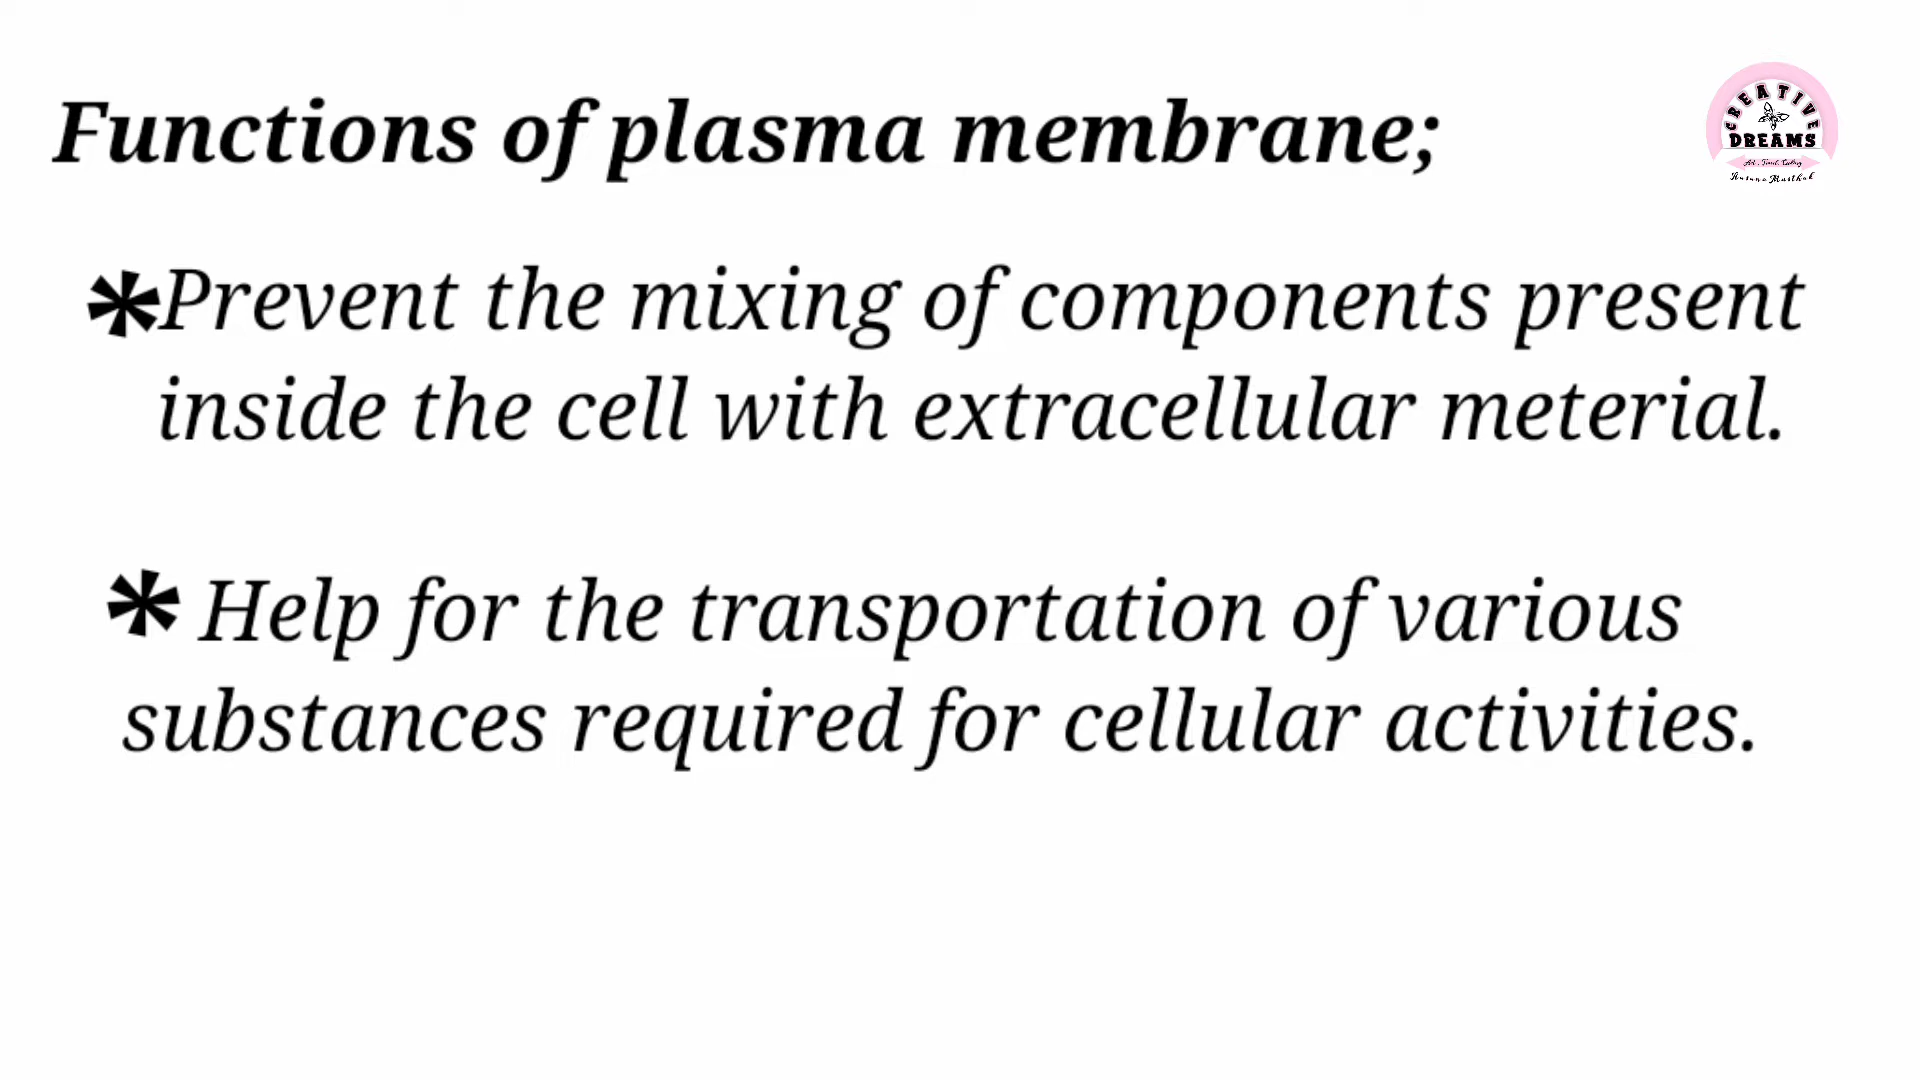 Functions of plasma membrane;
CREATIVE
DREAMS
*Prevent the mixing of components present
inside the cell with extracellular meterial.
* Help for the transportation of various
substances required for cellular activities.